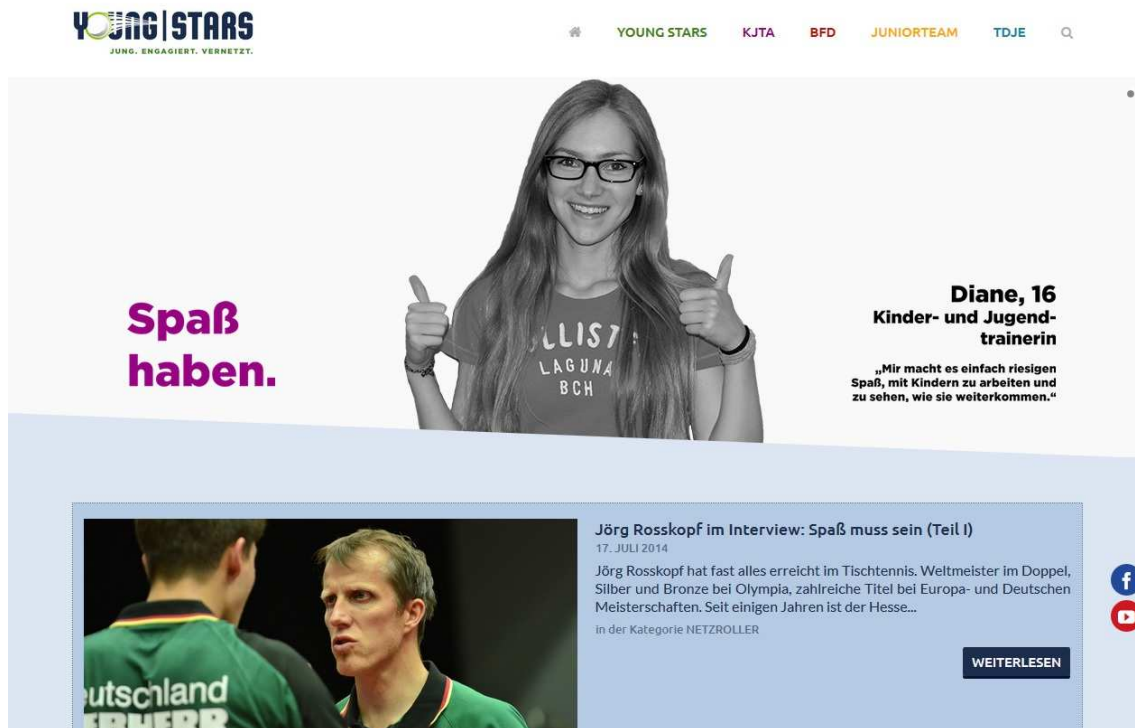 YOUNG|STARS
JUNG. ENGAGIERT. VERNETZT.
YOUNG STARS KJTA BFD JUNIORTEAM TDJE
Spaß
haben.
LLIST
LAGUNA
BCH
Diane, 16
Kinder- und Jugend-
trainerin
„Mir macht es einfach riesigen
Spaß, mit Kindern zu arbeiten und
zu sehen, wie sie weiterkommen.“
utschland
Jörg Rosskopf im Interview: Spaß muss sein (Teil I)
17. JULI 2014
Jörg Rosskopf hat fast alles erreicht im Tischtennis. Weltmeister im Doppel,
Silber und Bronze bei Olympia, zahlreiche Titel bei Europa- und Deutschen
Meisterschaften. Seit einigen Jahren ist der Hesse...
in der Kategorie NETZROLLER
WEITERLESEN